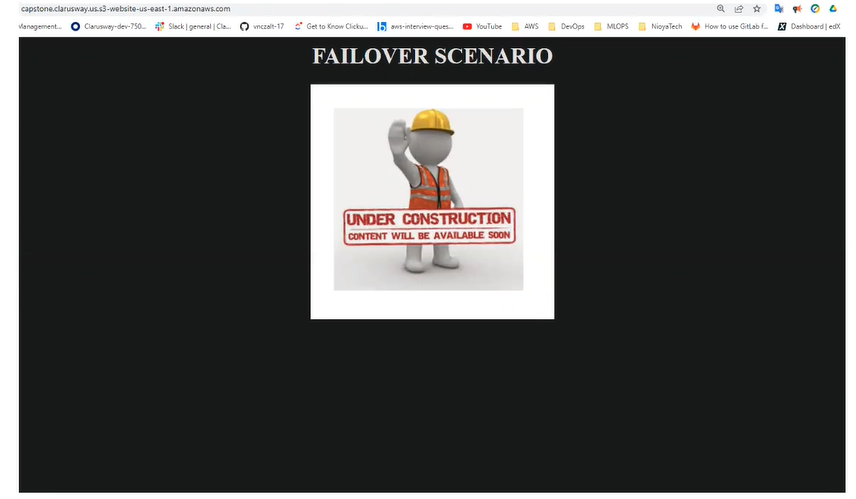 capstone.clarusway.us.s3-website-us-east-1.amazonaws.com
Management... Clarusway-dev-750... Slack | general | Cla... vnczalt-17 Get to Know Clicku... aws-interview-ques... YouTube AWS DevOps MLOPS NioyaTech How to use GitLab f... Dashboard | edX
FAILOVER SCENARIO
UNDER CONSTRUCTION
CONTENT WILL BE AVAILABLE SOON